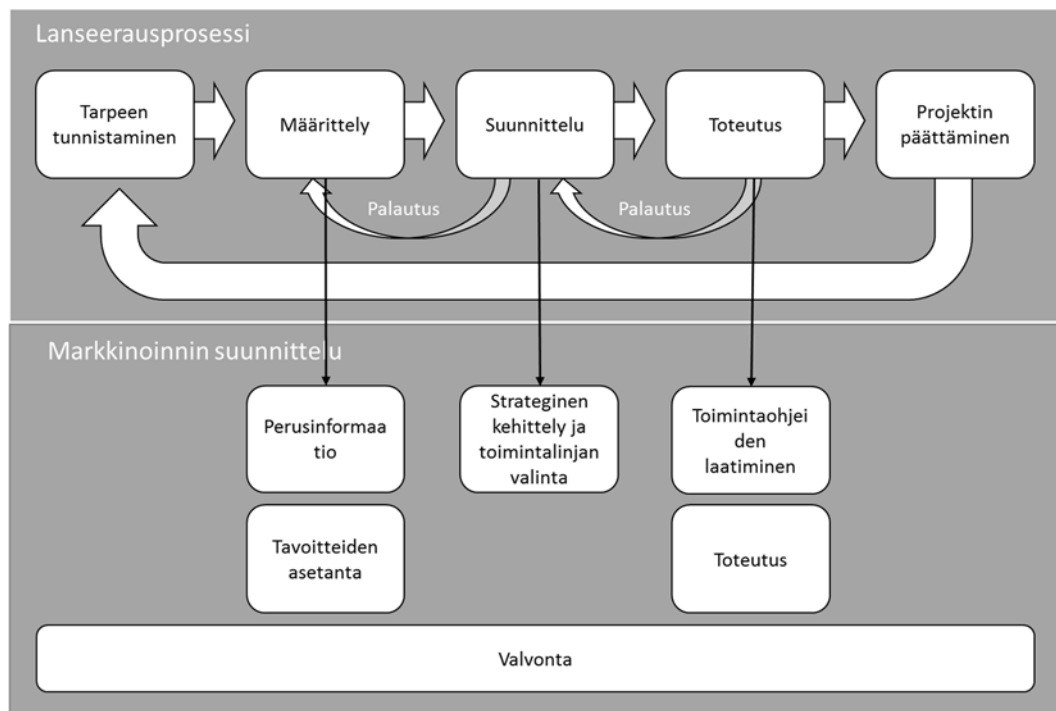 Lanseerausprosessi
Tarpeen
tunnistaminen
Määrittely
Suunnittelu
Toteutus
Projektin
päättäminen
Palautus
Palautus
Markkinoinnin suunnittelu
Perusinformaa
tio
Strateginen
kehittely ja
toimintalinjan
valinta
Toimintaohjei
den
laatiminen
Tavoitteiden
asetanta
Toteutus
Valvonta